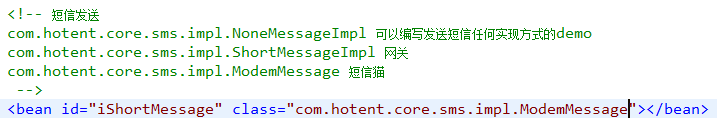 <!-- 短信发送
com.hotent.core.sms.impl.NoneMessageImpl 可以编写发送短信任何实现方式的demo
com.hotent.core.sms.impl.ShortMessageImpl 网关
com.hotent.core.sms.impl.ModemMessage 短信猫
-->
<bean id="iShortMessage" class="com.hotent.core.sms.impl.ModemMessage"></bean>